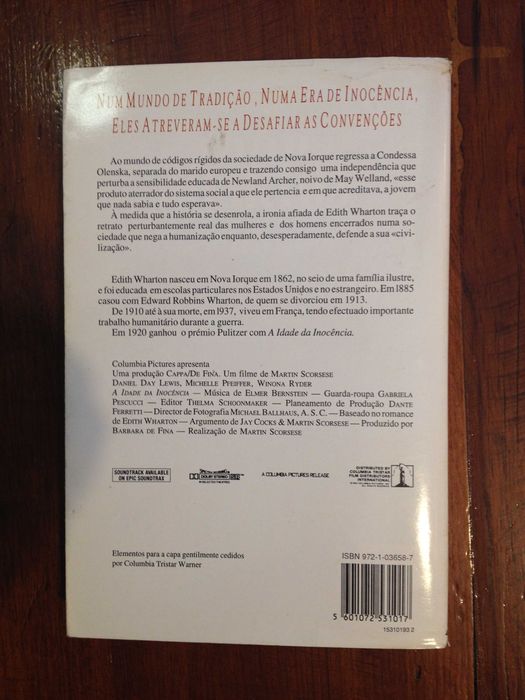 NUM MUNDO DE TRADIÇÃO, NUMA ERA DE INOCÊNCIA,
ELES ATREVERAM-SE A DESAFIAR AS CONVENÇÕES
Ao mundo de códigos rígidos da sociedade de Nova Iorque regressa a Condessa
Olenska, separada do marido europeu e trazendo consigo uma independência que
perturba a sensibilidade educada de Newland Archer, noivo de May Welland, «esse
produto aterrador do sistema social a que ele pertencia e em que acreditava, a jovem
que nada sabia e tudo esperava».
À medida que a história se desenrola, a ironia afiada de Edith Wharton traça o
retrato perturbantemente real das mulheres e dos homens encerrados numa so-
ciedade que nega a humanização enquanto, desesperadamente, defende a sua «civi-
lização».
Edith Wharton nasceu em Nova Iorque em 1862, no seio de uma família ilustre,
e foi educada em escolas particulares nos Estados Unidos e no estrangeiro. Em 1885
casou com Edward Robbins Wharton, de quem se divorciou em 1913.
De 1910 até à sua morte, em 1937, viveu em França, tendo efectuado importante
trabalho humanitário durante a guerra.
Em 1920 ganhou o prémio Pulitzer com A Idade da Inocência.
Columbia Pictures apresenta
Uma produção CAPPA/DE FINA. Um filme de MARTIN SCORSESE
DANIEL DAY LEWIS, MICHELLE PFEIFFER, WINONA RYDER
A IDADE DA INOCÊNCIA — Música de ELMER BERNSTEIN — Guarda-roupa GABRIELA
PESCUCCI — Editor THELMA SCHOONMAKER — Planeamento de Produção DANTE
FERRETTI — Director de Fotografia MICHAEL BALLHAUS, A. S. C. — Baseado no romance
de EDITH WHARTON — Argumento de JAY COCKS & MARTIN SCORSESE — Produzido por
BARBARA DE FINA — Realização de MARTIN SCORSESE
SOUNDTRACK AVAILABLE
ON EPIC SOUNDTRAX
DOLBY STEREO SR
IN SELECTED THEATRES
A COLUMBIA PICTURES RELEASE
DISTRIBUTED BY
COLUMBIA TRISTAR
FILM DISTRIBUTORS
INTERNATIONAL
Elementos para a capa gentilmente cedidos
por Columbia Tristar Warner
ISBN 972-1-03658-7
5 601072 531017
15310193 2